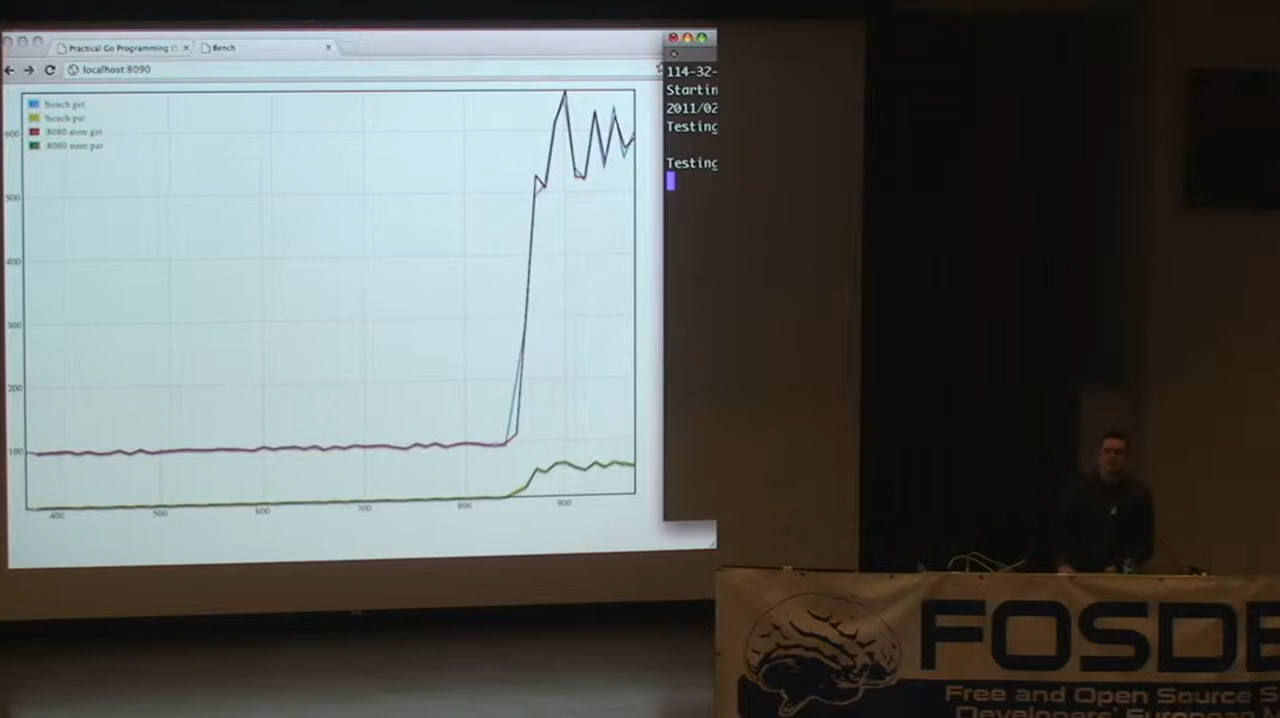 Practical Go Programming
Bench
localhost:8090
bench get
bench put
:8080 store get
:8080 store put
600
500
400
300
200
100
400
500
600
700
800
900
114-32-
Startin
2011/02
Testing
Testing
FOSDE
Free and Open Source S
Developers' European M